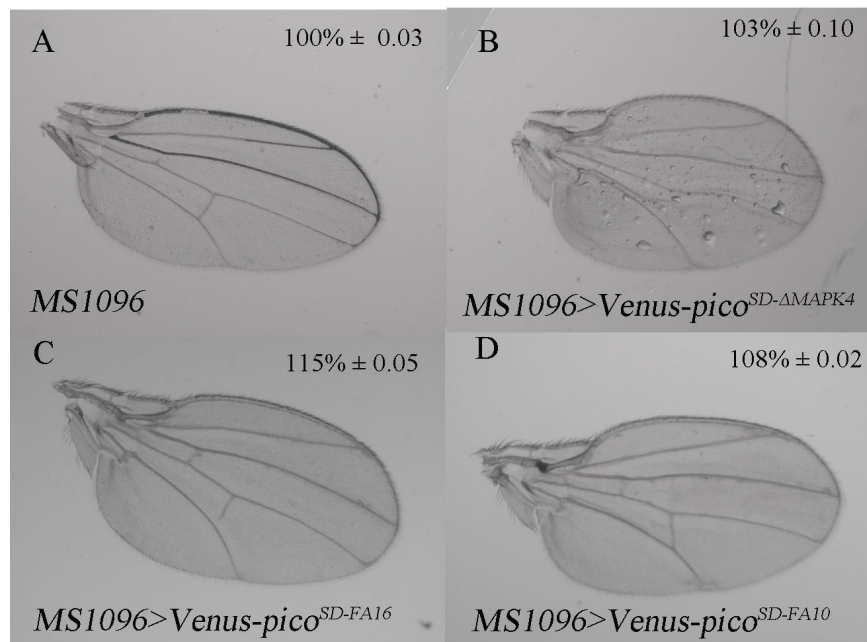 A
100% ± 0.03
MS1096
B
103% ± 0.10
MS1096>Venus-pico^SD-ΔMAPK4
C
115% ± 0.05
MS1096>Venus-pico^SD-FA16
D
108% ± 0.02
MS1096>Venus-pico^SD-FA10